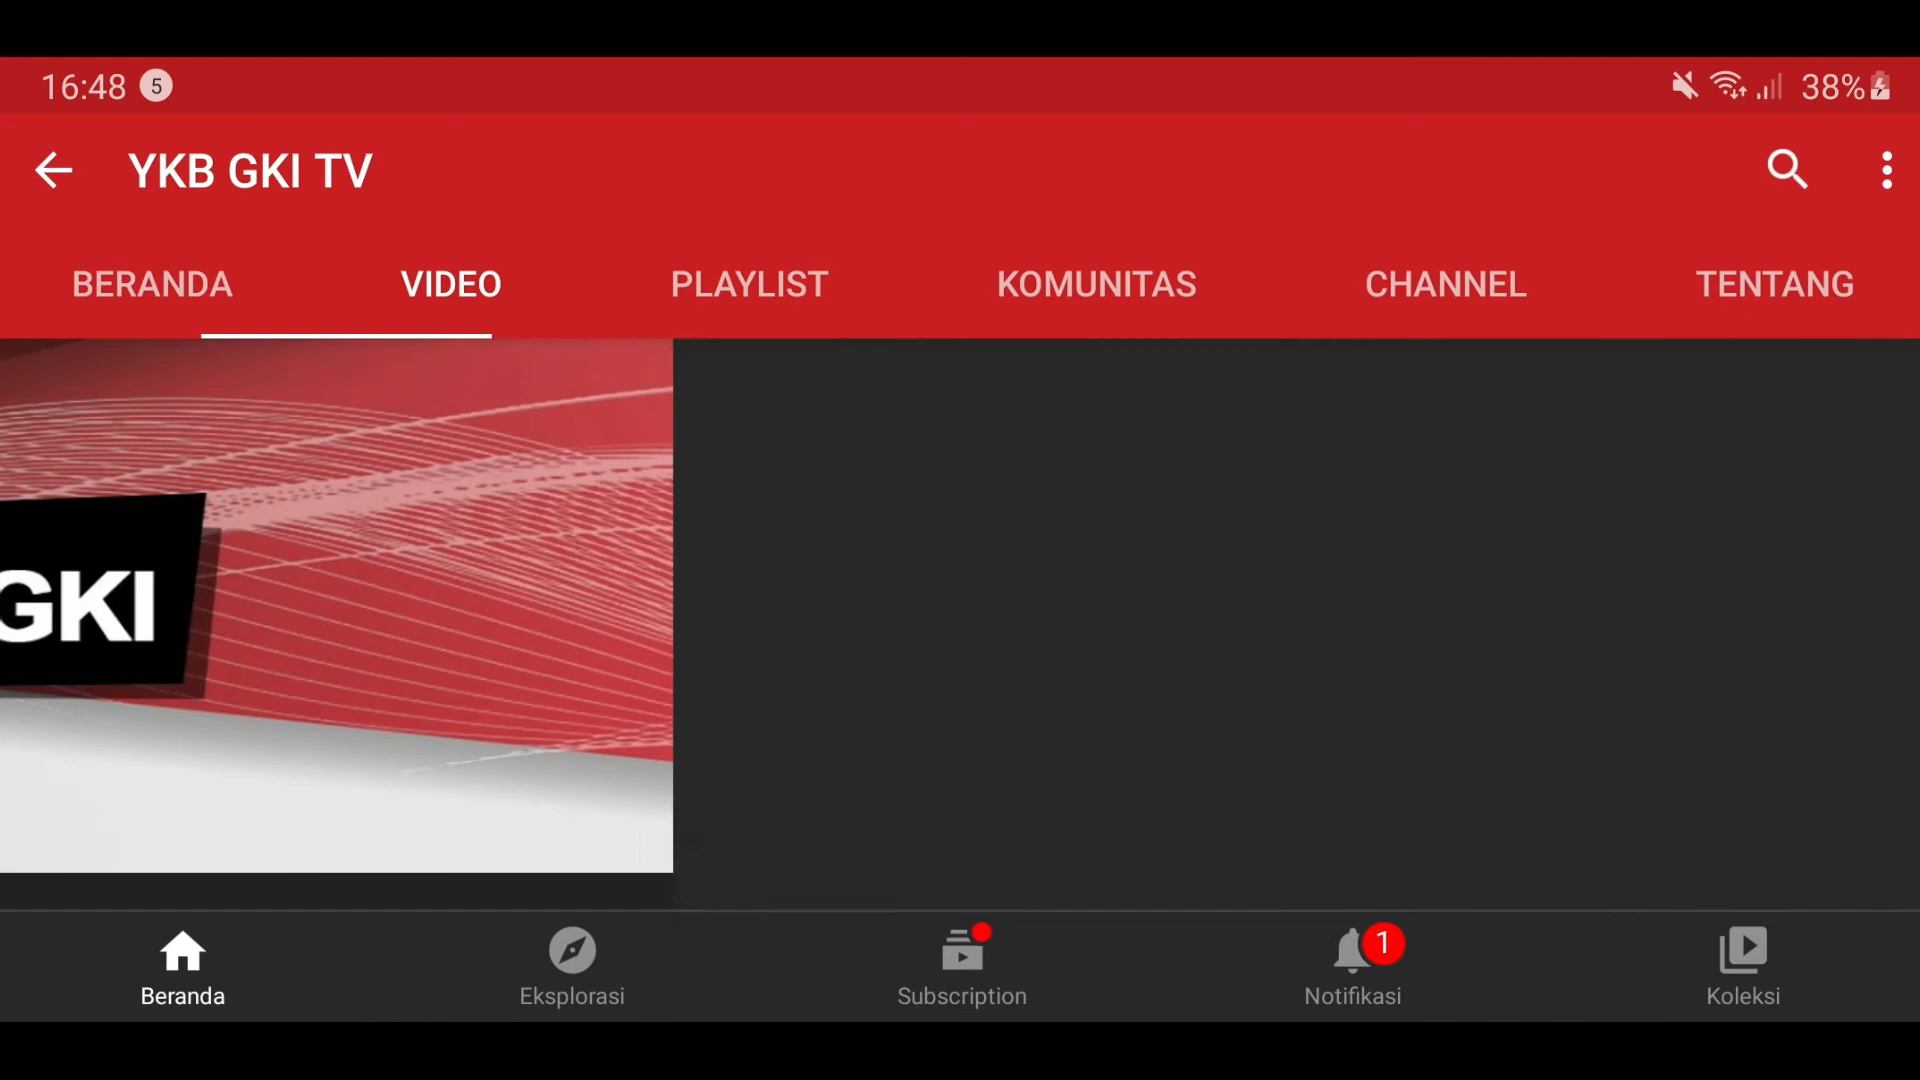 16:48 5 38%
YKB GKI TV
BERANDA VIDEO PLAYLIST KOMUNITAS CHANNEL TENTANG
GKI
1
Beranda Eksplorasi Subscription Notifikasi Koleksi